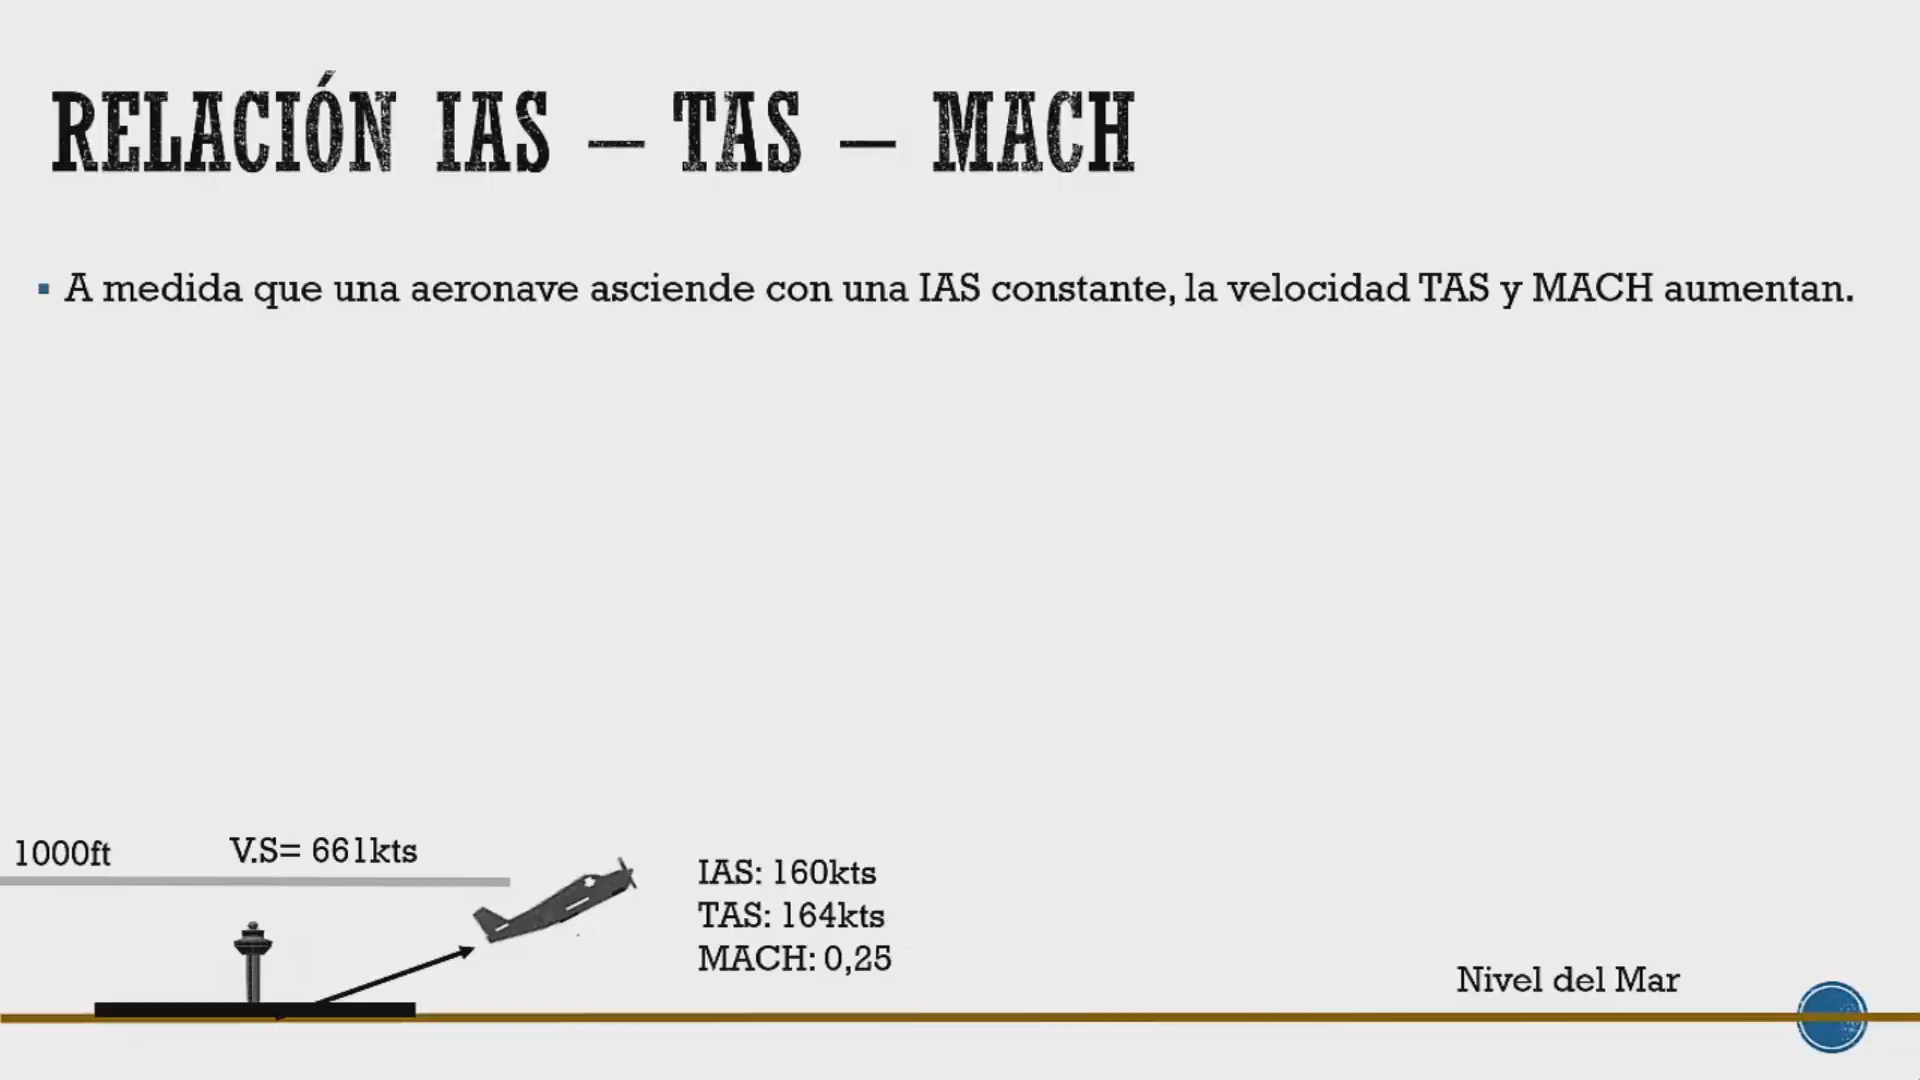 RELACIÓN IAS – TAS – MACH
▪ A medida que una aeronave asciende con una IAS constante, la velocidad TAS y MACH aumentan.
1000ft
V.S= 661kts
IAS: 160kts
TAS: 164kts
MACH: 0,25
Nivel del Mar